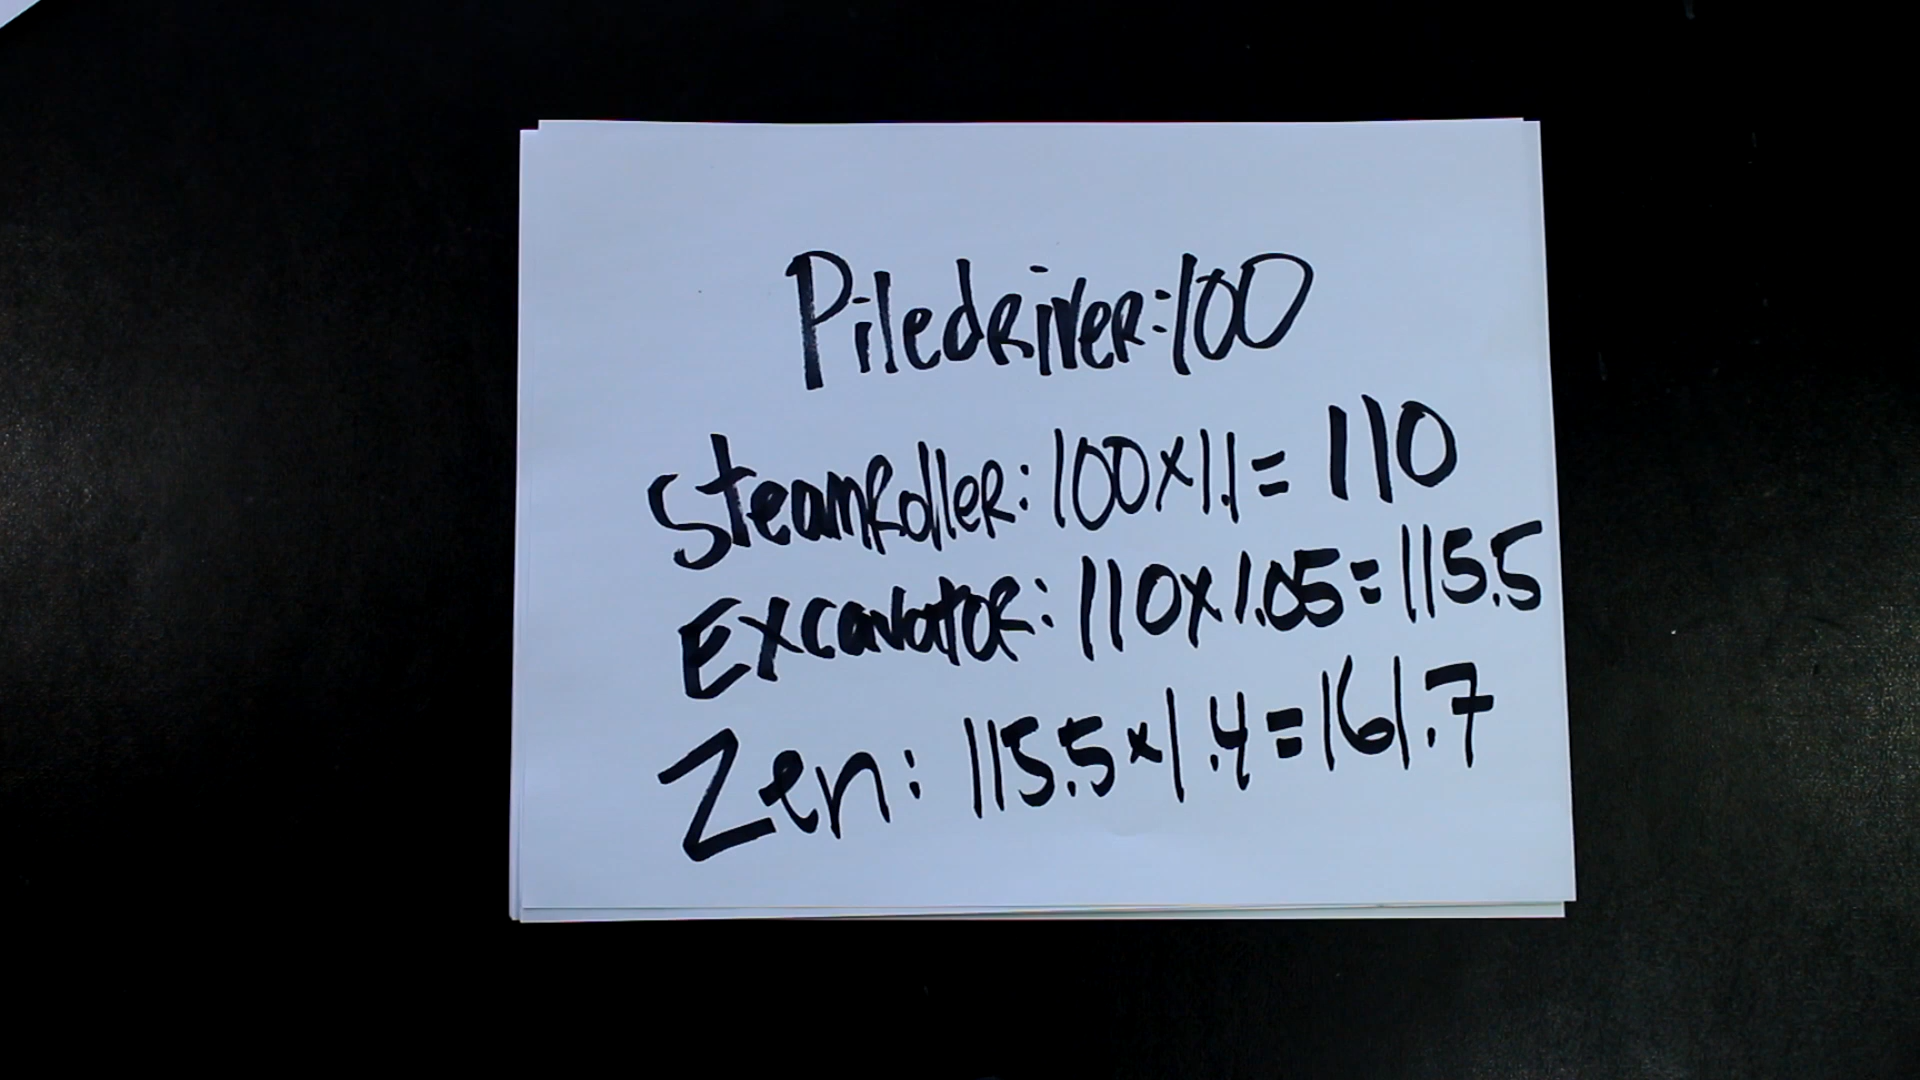 Piledriver:100
Steamroller: 100x1.1= 110
Excavator: 110x1.05=115.5
Zen: 115.5x1.4=161.7